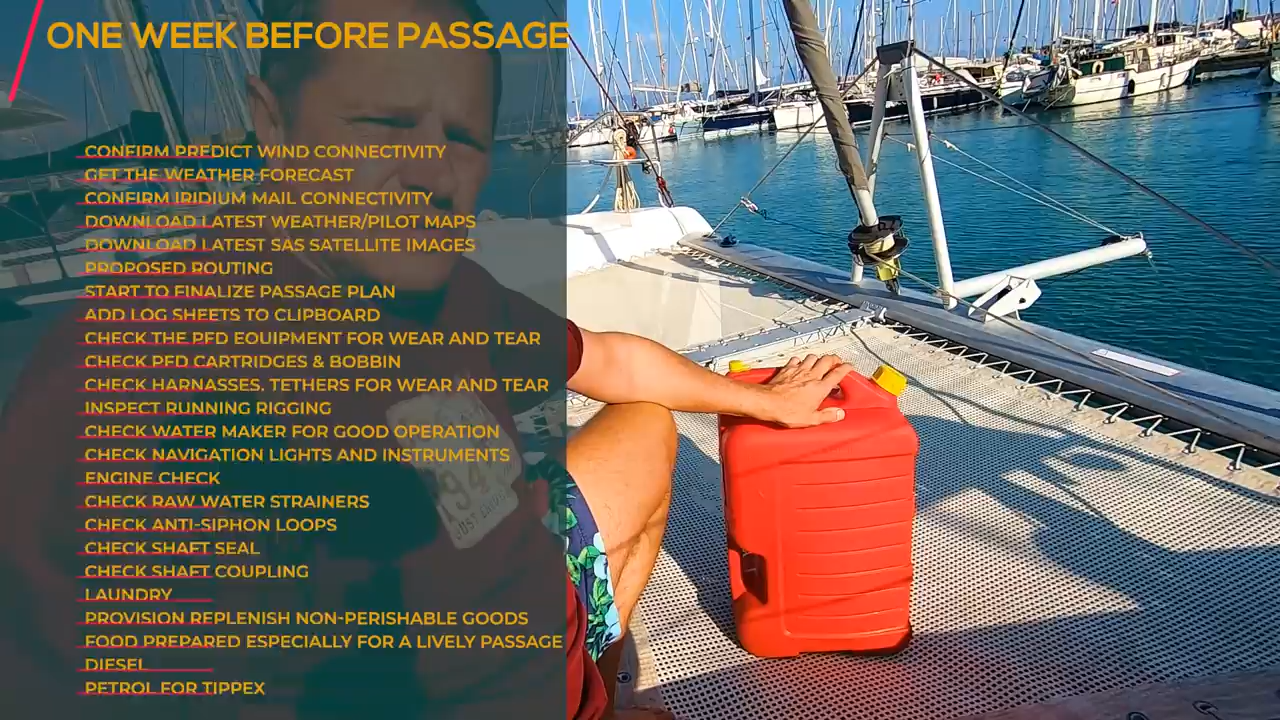 ONE WEEK BEFORE PASSAGE
CONFIRM PREDICT WIND CONNECTIVITY
GET THE WEATHER FORECAST
CONFIRM IRIDIUM MAIL CONNECTIVITY
DOWNLOAD LATEST WEATHER/PILOT MAPS
DOWNLOAD LATEST SAS SATELLITE IMAGES
PROPOSED ROUTING
START TO FINALIZE PASSAGE PLAN
ADD LOG SHEETS TO CLIPBOARD
CHECK THE PFD EQUIPMENT FOR WEAR AND TEAR
CHECK PFD CARTRIDGES & BOBBIN
CHECK HARNASSES, TETHERS FOR WEAR AND TEAR
INSPECT RUNNING RIGGING
CHECK WATER MAKER FOR GOOD OPERATION
CHECK NAVIGATION LIGHTS AND INSTRUMENTS
ENGINE CHECK
CHECK RAW WATER STRAINERS
CHECK ANTI-SIPHON LOOPS
CHECK SHAFT SEAL
CHECK SHAFT COUPLING
LAUNDRY
PROVISION REPLENISH NON-PERISHABLE GOODS
FOOD PREPARED ESPECIALLY FOR A LIVELY PASSAGE
DIESEL
PETROL FOR TIPPEX